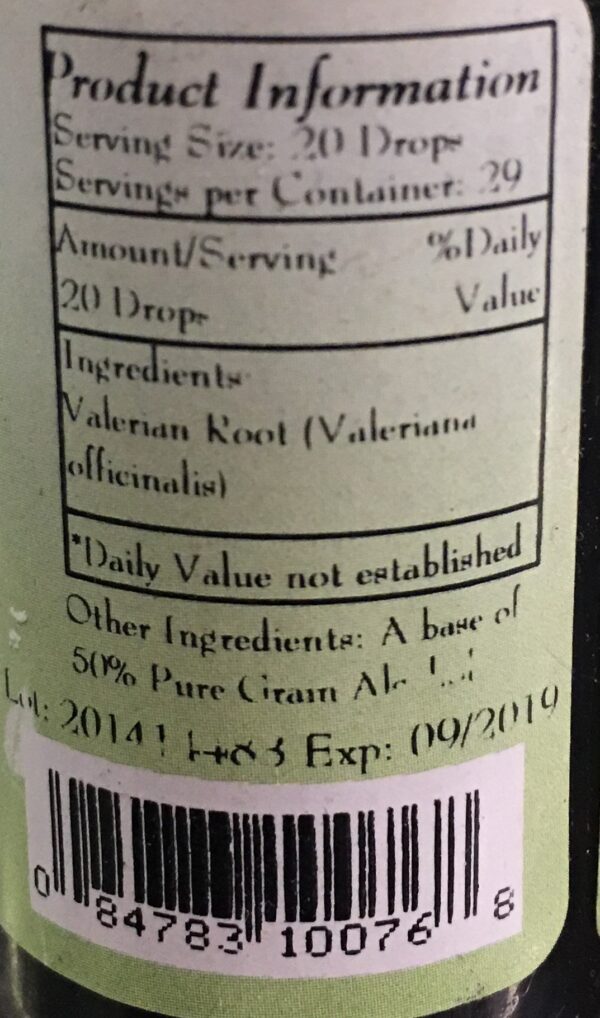 Product Information
Serving Size: 20 Drops
Servings per Container: 29
Amount/Serving %Daily
20 Drops Value
Ingredients
Valerian Root (Valeriana
officinalis)
*Daily Value not established
Other Ingredients: A base of
50% Pure Grain
Lot: Exp: 09/2019
0 84783 10076 8